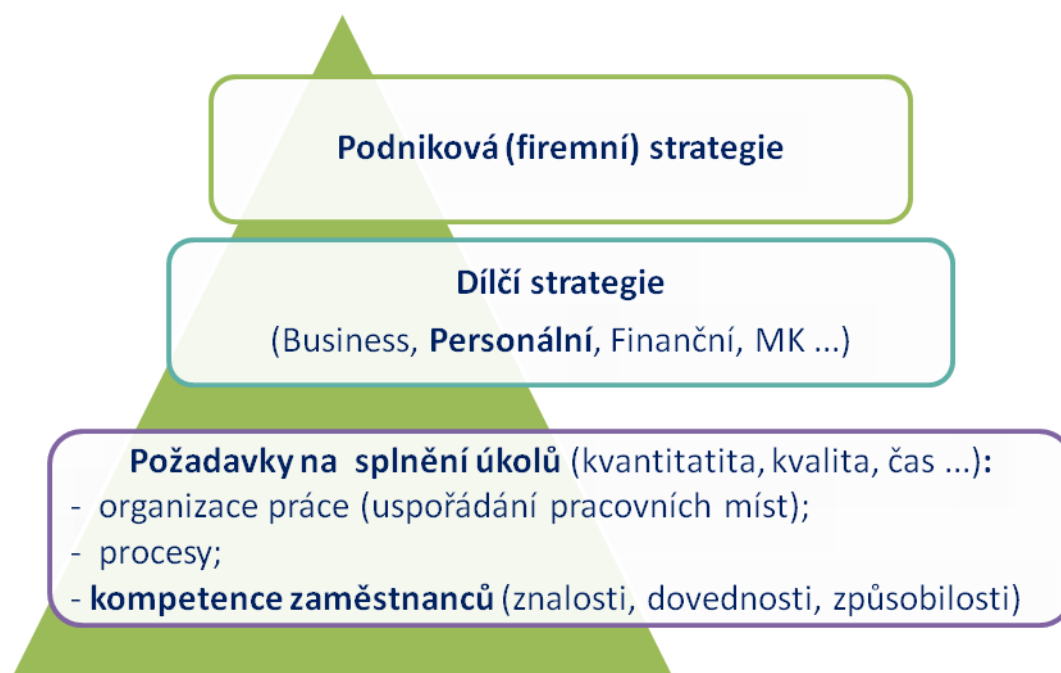 Podniková (firemní) strategie
Dílčí strategie
(Business, Personální, Finanční, MK ...)
Požadavky na splnění úkolů (kvantitatita, kvalita, čas ...):
- organizace práce (uspořádání pracovních míst);
- procesy;
- kompetence zaměstnanců (znalosti, dovednosti, způsobilosti)